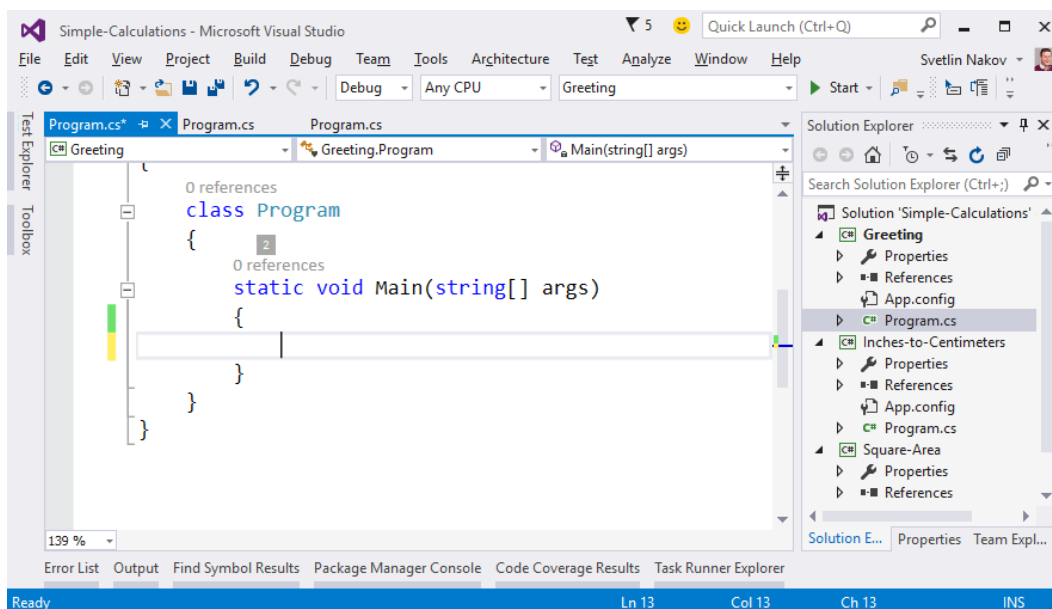 Simple-Calculations - Microsoft Visual Studio
5
Quick Launch (Ctrl+Q)
File Edit View Project Build Debug Team Tools Architecture Test Analyze Window Help
Svetlin Nakov
Debug
Any CPU
Greeting
Start
Test Explorer
Toolbox
Program.cs*
Program.cs
Program.cs
C# Greeting
Greeting.Program
Main(string[] args)
{
0 references
class Program
{
2
0 references
static void Main(string[] args)
{
}
}
}
139 %
Solution Explorer
Search Solution Explorer (Ctrl+;)
Solution 'Simple-Calculations'
C# Greeting
Properties
References
App.config
C# Program.cs
C# Inches-to-Centimeters
Properties
References
App.config
C# Program.cs
C# Square-Area
Properties
References
Solution E... Properties Team Expl...
Error List Output Find Symbol Results Package Manager Console Code Coverage Results Task Runner Explorer
Ready Ln 13 Col 13 Ch 13 INS